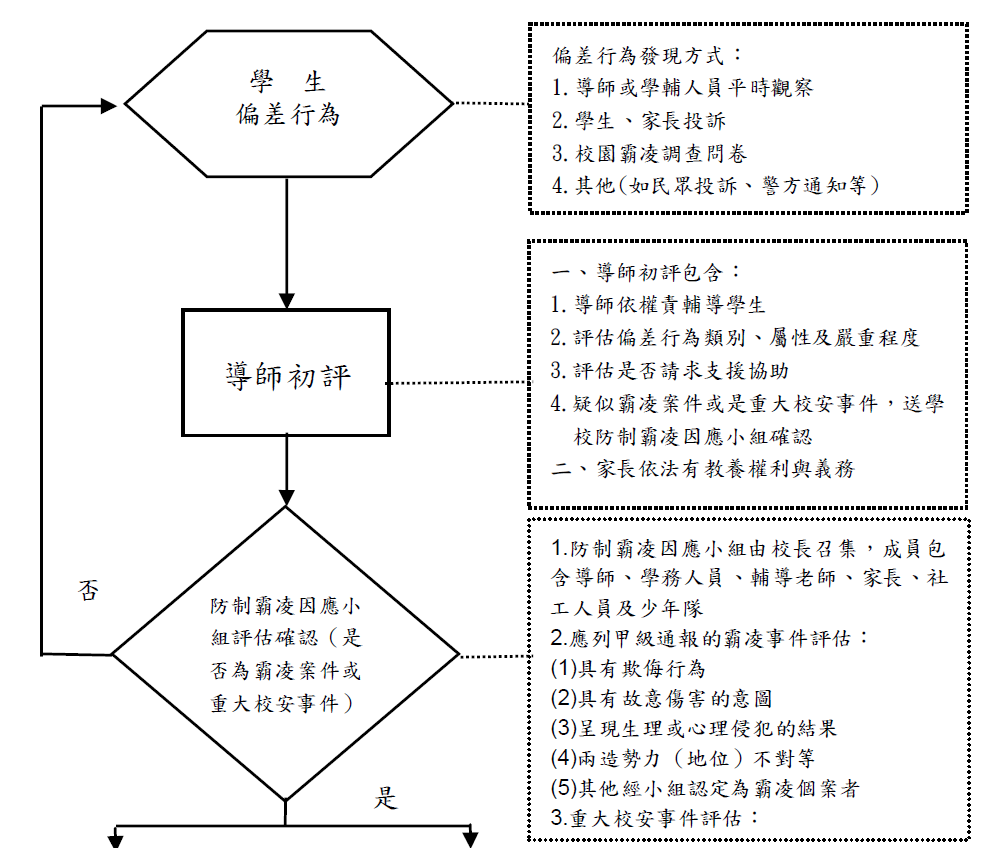 學 生
偏差行為
偏差行為發現方式：
1.導師或學輔人員平時觀察
2.學生、家長投訴
3.校園霸凌調查問卷
4.其他(如民眾投訴、警方通知等)
導師初評
一、導師初評包含：
1.導師依權責輔導學生
2.評估偏差行為類別、屬性及嚴重程度
3.評估是否請求支援協助
4.疑似霸凌案件或是重大校安事件，送學
校防制霸凌因應小組確認
二、家長依法有教養權利與義務
否
防制霸凌因應小
組評估確認（是
否為霸凌案件或
重大校安事件）
是
1.防制霸凌因應小組由校長召集，成員包
含導師、學務人員、輔導老師、家長、社
工人員及少年隊
2.應列甲級通報的霸凌事件評估：
(1)具有欺侮行為
(2)具有故意傷害的意圖
(3)呈現生理或心理侵犯的結果
(4)兩造勢力（地位）不對等
(5)其他經小組認定為霸凌個案者
3.重大校安事件評估：